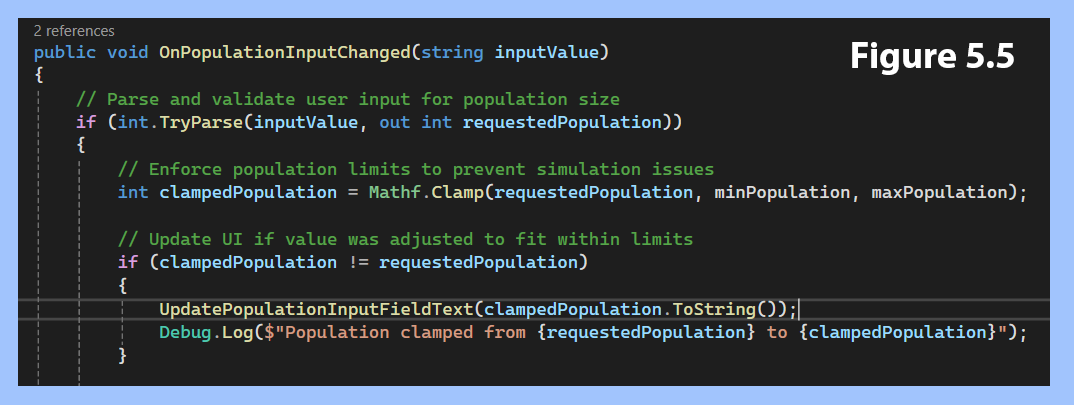 2 references
public void OnPopulationInputChanged(string inputValue)
Figure 5.5
{
// Parse and validate user input for population size
if (int.TryParse(inputValue, out int requestedPopulation))
{
// Enforce population limits to prevent simulation issues
int clampedPopulation = Mathf.Clamp(requestedPopulation, minPopulation, maxPopulation);
// Update UI if value was adjusted to fit within limits
if (clampedPopulation != requestedPopulation)
{
UpdatePopulationInputFieldText(clampedPopulation.ToString());
Debug.Log($"Population clamped from {requestedPopulation} to {clampedPopulation}");
}